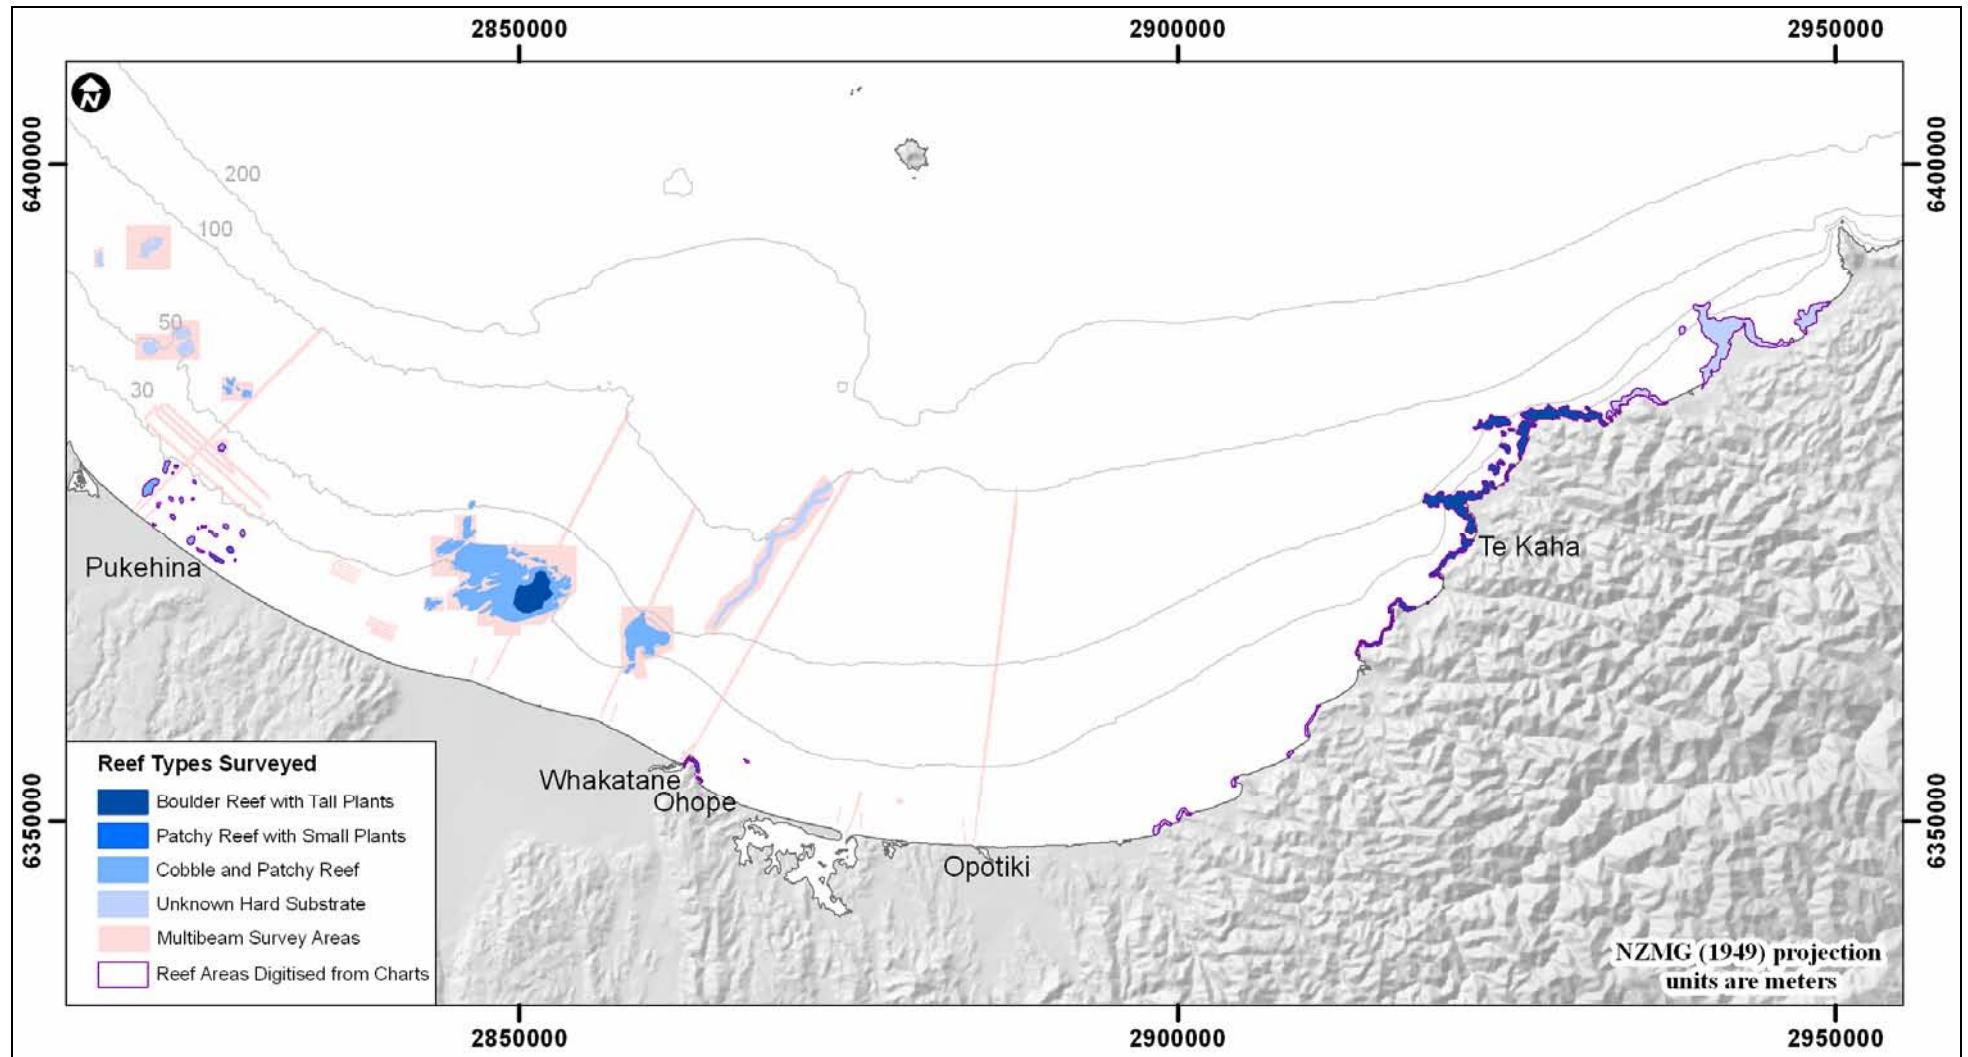 2850000
2900000
2950000
N
6400000
6400000
200
100
50
30
Te Kaha
Pukehina
Whakatane
Ohope
Opotiki
6350000
6350000
Reef Types Surveyed
Boulder Reef with Tall Plants
Patchy Reef with Small Plants
Cobble and Patchy Reef
Unknown Hard Substrate
Multibeam Survey Areas
Reef Areas Digitised from Charts
NZMG (1949) projection
units are meters
2850000
2900000
2950000